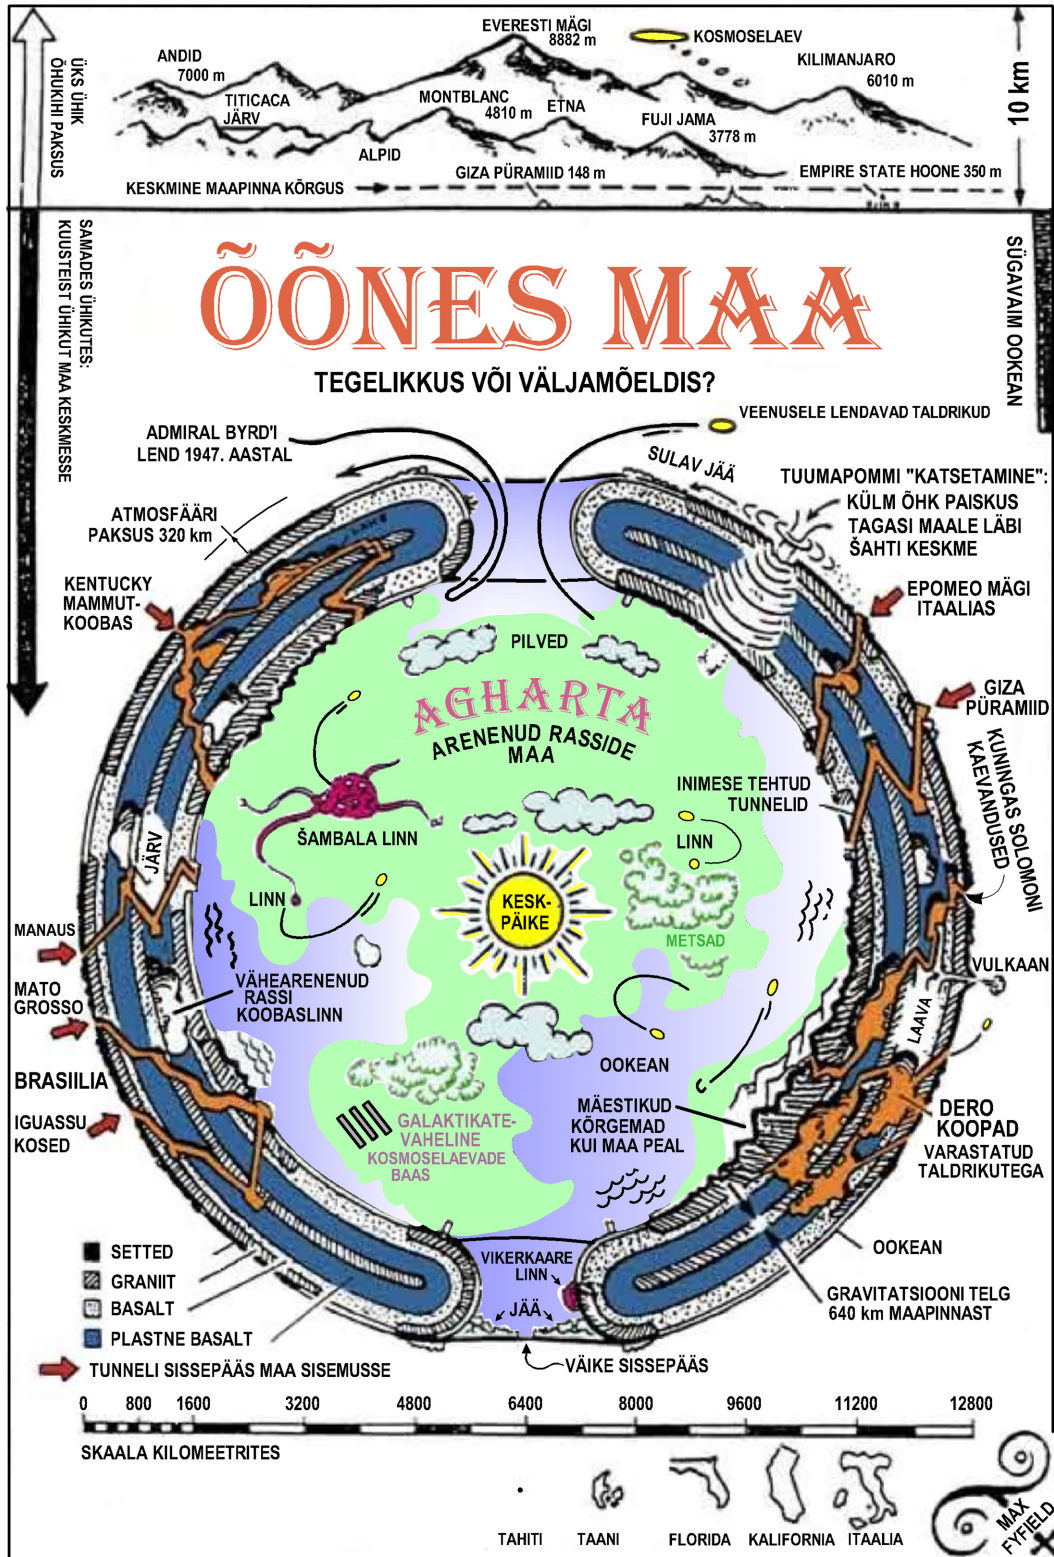 EVERESTI MÄGI
8882 m
KOSMOSELAEV
ANDID
7000 m
KILIMANJARO
6010 m
ÜKS ÜHIK
ÕHUKIHI PAKSUS
TITICACA
JÄRV
MONTBLANC
4810 m
ETNA
FUJI JAMA
3778 m
10 km
ALPID
GIZA PÜRAMIID 148 m
EMPIRE STATE HOONE 350 m
KESKMINE MAAPINNA KÕRGUS
SAMADES ÜHIKUTES:
KUUSTEIST ÜHIKUT MAA KESKMESSE
SÜGAVAIM OOKEAN
ÕÕNES MAA
TEGELIKKUS VÕI VÄLJAMÕELDIS?
VEENUSELE LENDAVAD TALDRIKUD
ADMIRAL BYRD'I
LEND 1947. AASTAL
SULAV JÄÄ
TUUMAPOMMI "KATSETAMINE":
KÜLM ÕHK PAISKUS
TAGASI MAALE LÄBI
ŠAHTI KESKME
ATMOSFÄÄRI
PAKSUS 320 km
LAHE
KENTUCKY
MAMMUT-
KOOBAS
EPOMEO MÄGI
ITAALIAS
PILVED
AGHARTA
ARENENUD RASSIDE
MAA
GIZA
PÜRAMIID
KUNINGAS SOLOMONI
KAEVANDUSED
INIMESE TEHTUD
TUNNELID
ŠAMBALA LINN
LINN
JÄRV
LINN
KESK-
PÄIKE
METSAD
MANAUS
MATO
GROSSO
VÄHEARENENUD
RASSI
KOOBASLINN
VULKAAN
LAAVA
OOKEAN
BRASIILIA
IGUASSU
KOSED
GALAKTIKATE-
VAHELINE
KOSMOSELAEVADE
BAAS
MÄESTIKUD
KÕRGEMAD
KUI MAA PEAL
DERO
KOOPAD
VARASTATUD
TALDRIKUTEGA
SETTED
GRANIIT
BASALT
PLASTNE BASALT
TUNNELI SISSEPÄÄS MAA SISEMUSSE
VIKERKAARE
LINN
JÄÄ
VÄIKE SISSEPÄÄS
OOKEAN
GRAVITATSIOONI TELG
640 km MAAPINNAST
0 800 1600 3200 4800 6400 8000 9600 11200 12800
SKAALA KILOMEETRITES
TAHITI
TAANI
FLORIDA
KALIFORNIA
ITAALIA
MAX
FYFIELD